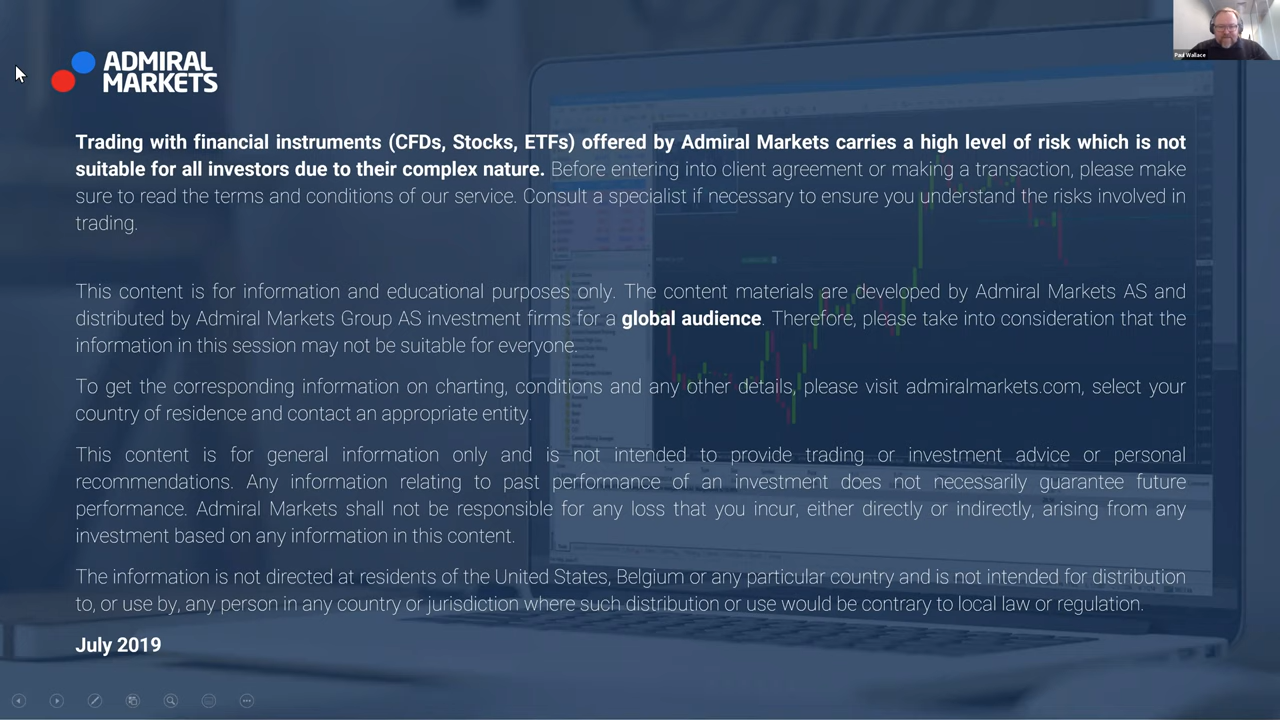 ADMIRAL
MARKETS
Paul Wallace
Trading with financial instruments (CFDs, Stocks, ETFs) offered by Admiral Markets carries a high level of risk which is not
suitable for all investors due to their complex nature. Before entering into client agreement or making a transaction, please make
sure to read the terms and conditions of our service. Consult a specialist if necessary to ensure you understand the risks involved in
trading.
This content is for information and educational purposes only. The content materials are developed by Admiral Markets AS and
distributed by Admiral Markets Group AS investment firms for a global audience. Therefore, please take into consideration that the
information in this session may not be suitable for everyone.
To get the corresponding information on charting, conditions and any other details, please visit admiralmarkets.com, select your
country of residence and contact an appropriate entity.
This content is for general information only and is not intended to provide trading or investment advice or personal
recommendations. Any information relating to past performance of an investment does not necessarily guarantee future
performance. Admiral Markets shall not be responsible for any loss that you incur, either directly or indirectly, arising from any
investment based on any information in this content.
The information is not directed at residents of the United States, Belgium or any particular country and is not intended for distribution
to, or use by, any person in any country or jurisdiction where such distribution or use would be contrary to local law or regulation.
July 2019